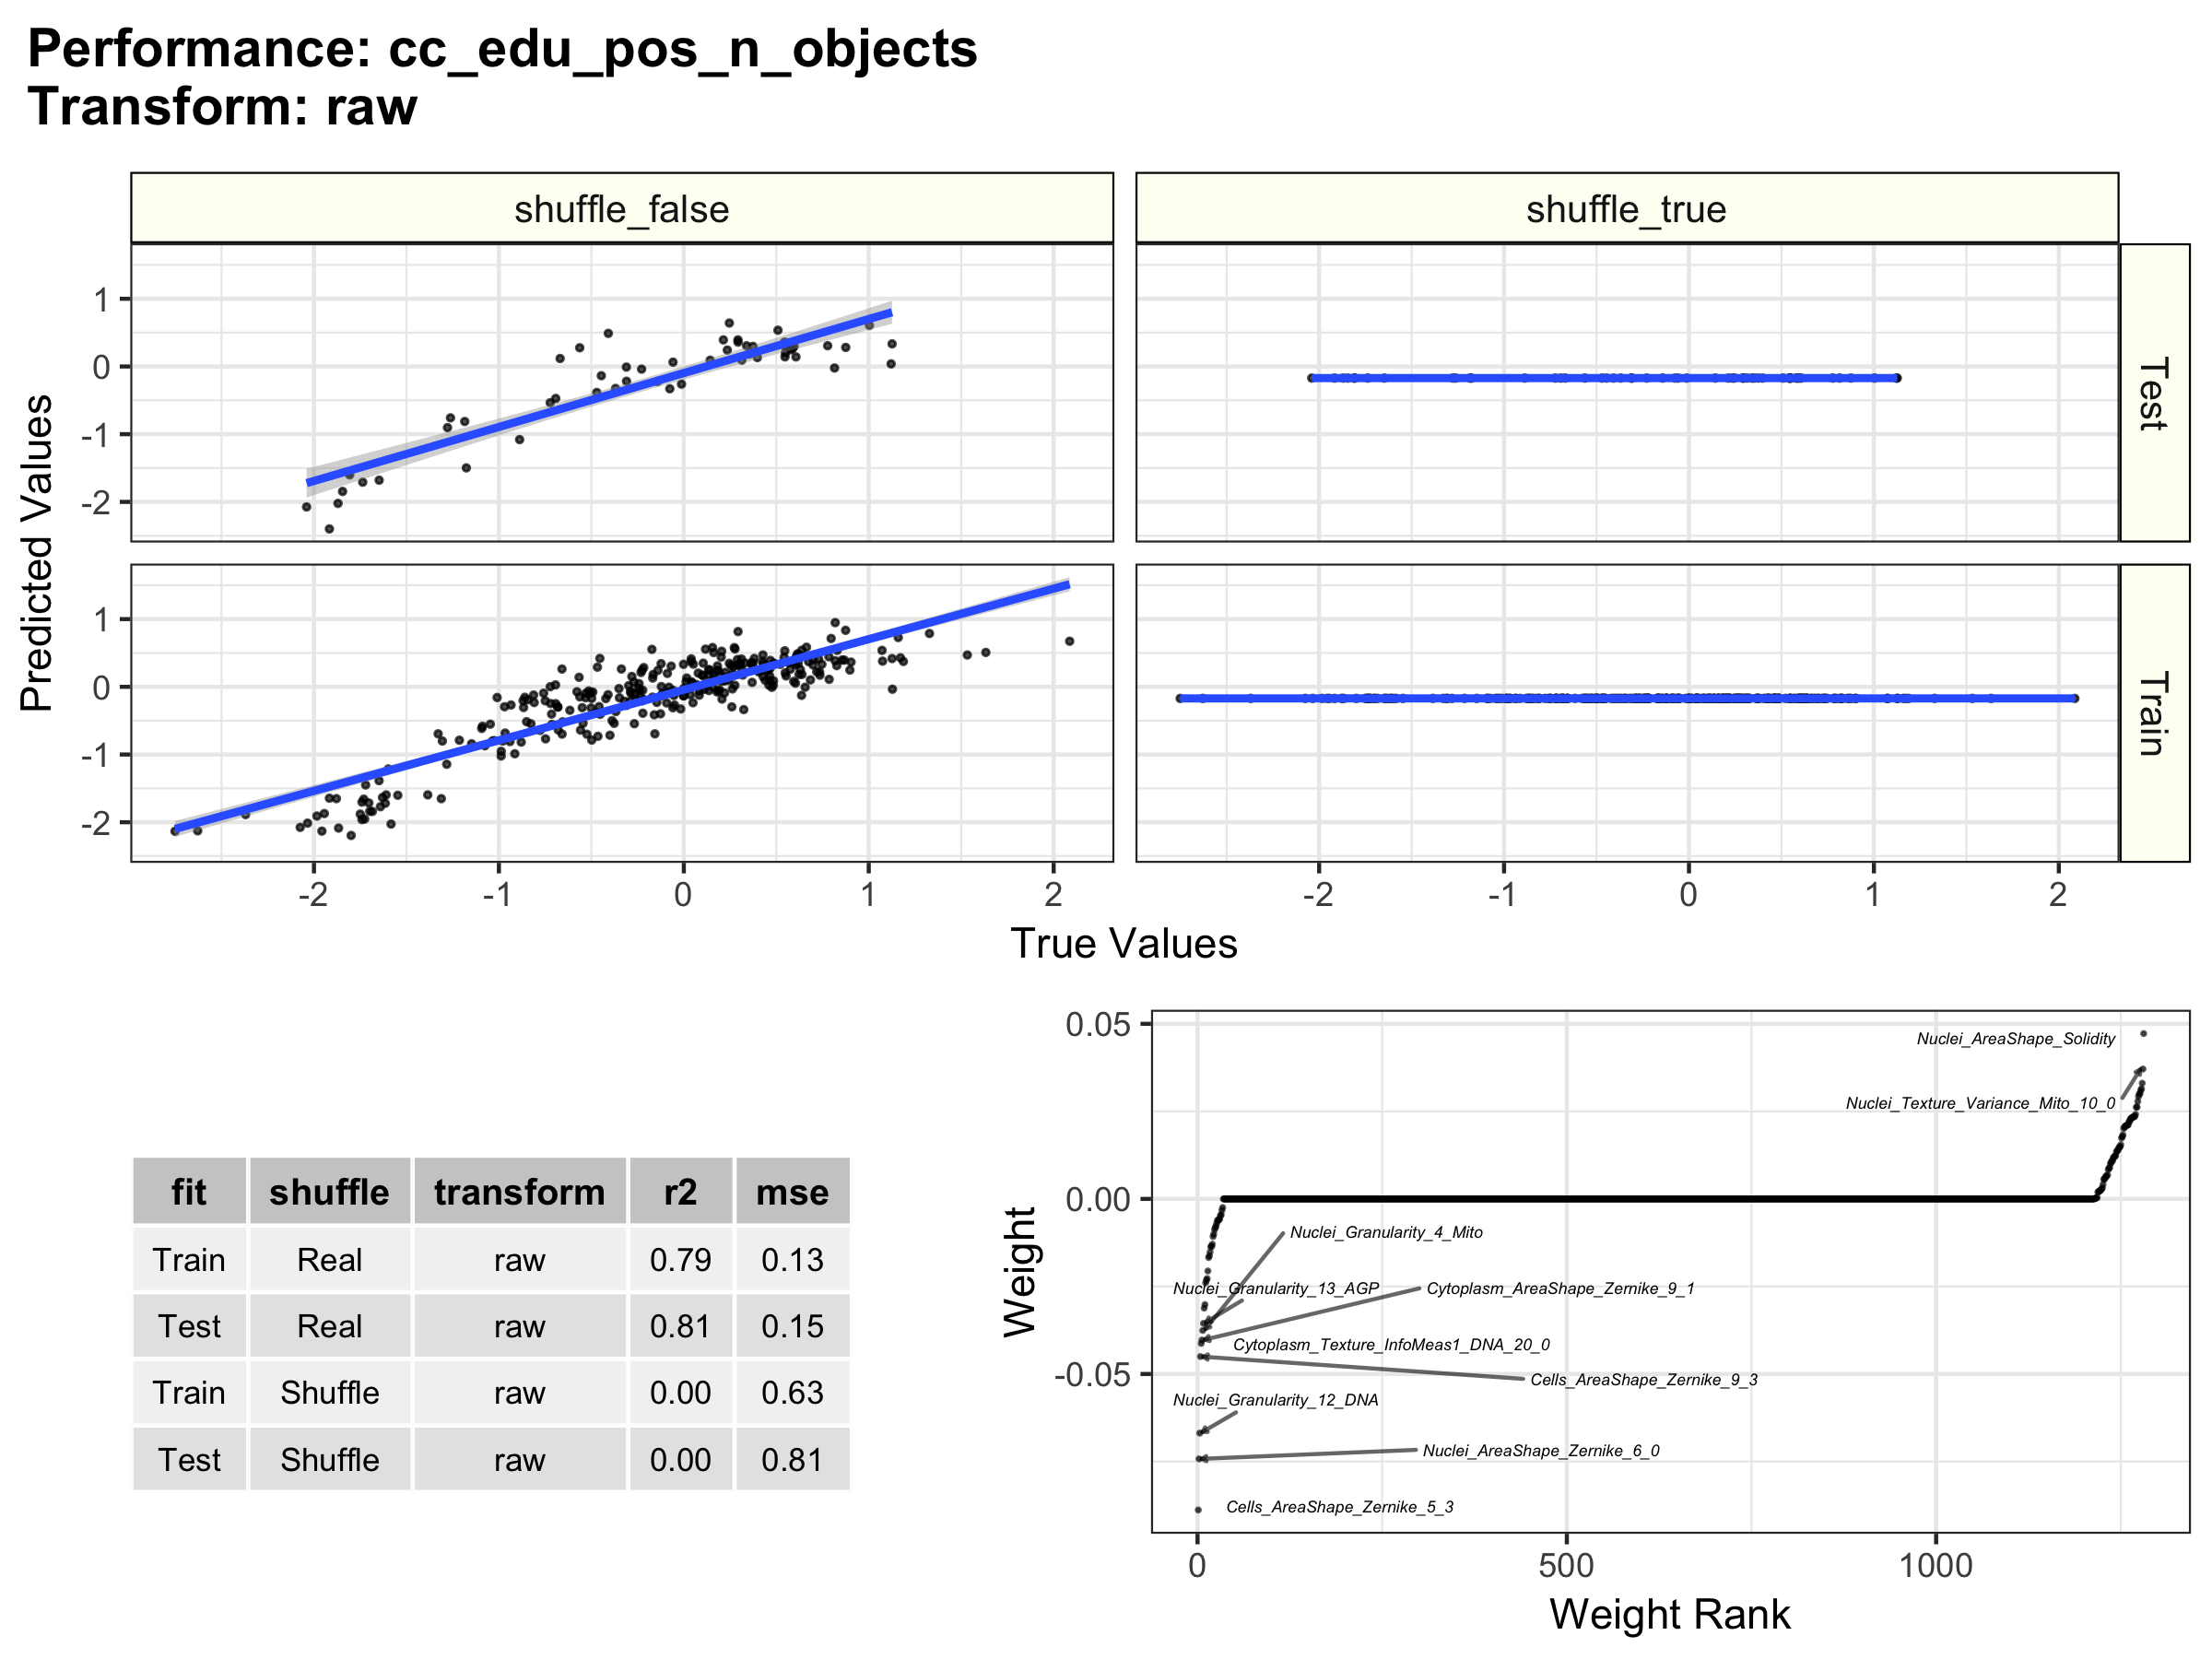 Performance: cc_edu_pos_n_objects
Transform: raw
shuffle_false
shuffle_true
Predicted Values
1
0
-1
-2
Test
1
0
-1
-2
Train
-2
-1
0
1
2
-2
-1
0
1
2
True Values
fit shuffle transform r2 mse
Train Real raw 0.79 0.13
Test Real raw 0.81 0.15
Train Shuffle raw 0.00 0.63
Test Shuffle raw 0.00 0.81
Weight
0.05
0.00
-0.05
Nuclei_AreaShape_Solidity
Nuclei_Texture_Variance_Mito_10_0
Nuclei_Granularity_4_Mito
Nuclei_Granularity_13_AGP
Cytoplasm_AreaShape_Zernike_9_1
Cytoplasm_Texture_InfoMeas1_DNA_20_0
Cells_AreaShape_Zernike_9_3
Nuclei_Granularity_12_DNA
Nuclei_AreaShape_Zernike_6_0
Cells_AreaShape_Zernike_5_3
0
500
1000
Weight Rank